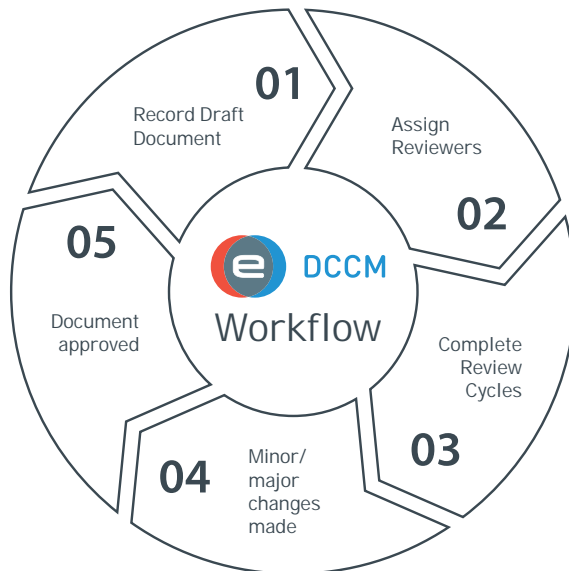 01
Record Draft
Document
Assign
Reviewers
02
Complete
Review
Cycles
03
04
Minor/
major
changes
made
05
Document
approved
e DCCM
Workflow